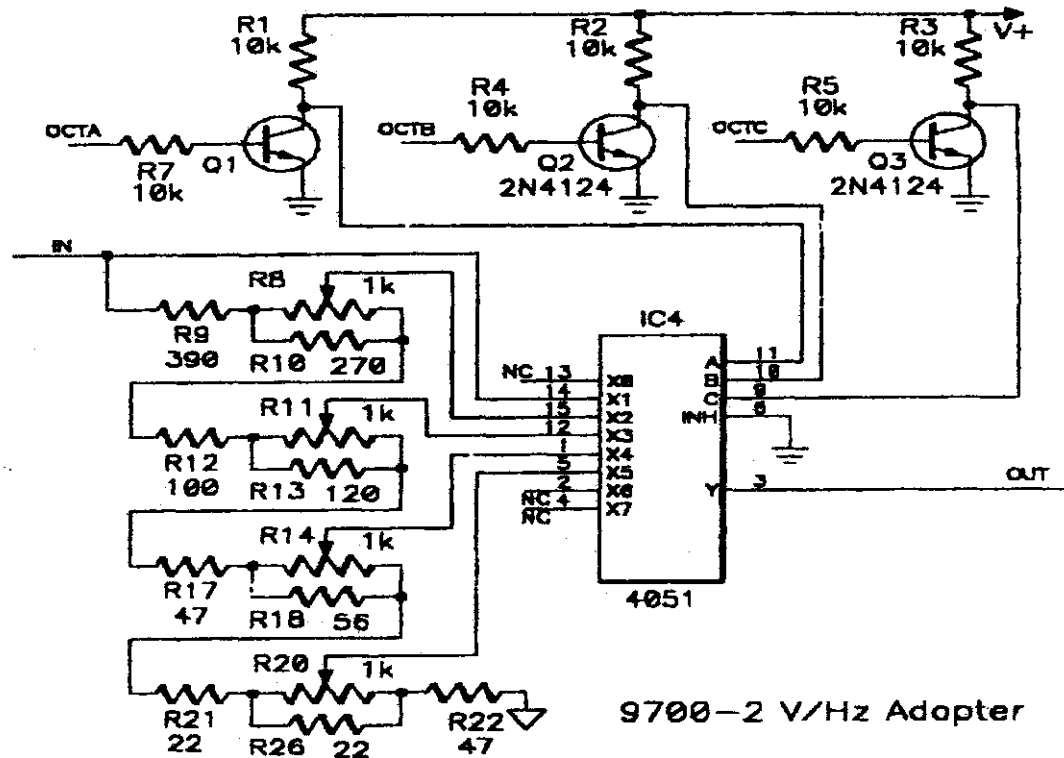 R1
10k
R2
10k
R3
10k
V+
R4
10k
R5
10k
OCTA
OCTB
OCTC
R7
10k
Q1
Q2
2N4124
Q3
2N4124
IN
R8
1k
R9
390
R10
270
IC4
NC 13 X0
14 X1
15 X2
12 X3
1 X4
5 X5
NC 2 X6
NC 4 X7
A 11
B 10
C 9
INH 6
Y 3
OUT
4051
R11
1k
R12
100
R13
120
R14
1k
R17
47
R18
56
R20
1k
R21
22
R26
22
R22
47
9700-2 V/Hz Adapter